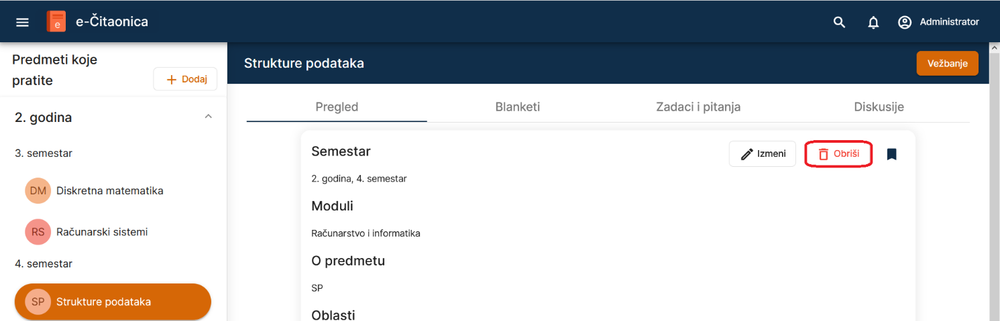 e
e-Čitaonica
Administrator
Predmeti koje
pratite
Dodaj
2. godina
3. semestar
DM Diskretna matematika
RS Računarski sistemi
4. semestar
SP Strukture podataka
Strukture podataka
Vežbanje
Pregled Blanketi Zadaci i pitanja Diskusije
Semestar
Izmeni
Obriši
2. godina, 4. semestar
Moduli
Računarstvo i informatika
O predmetu
SP
Oblasti